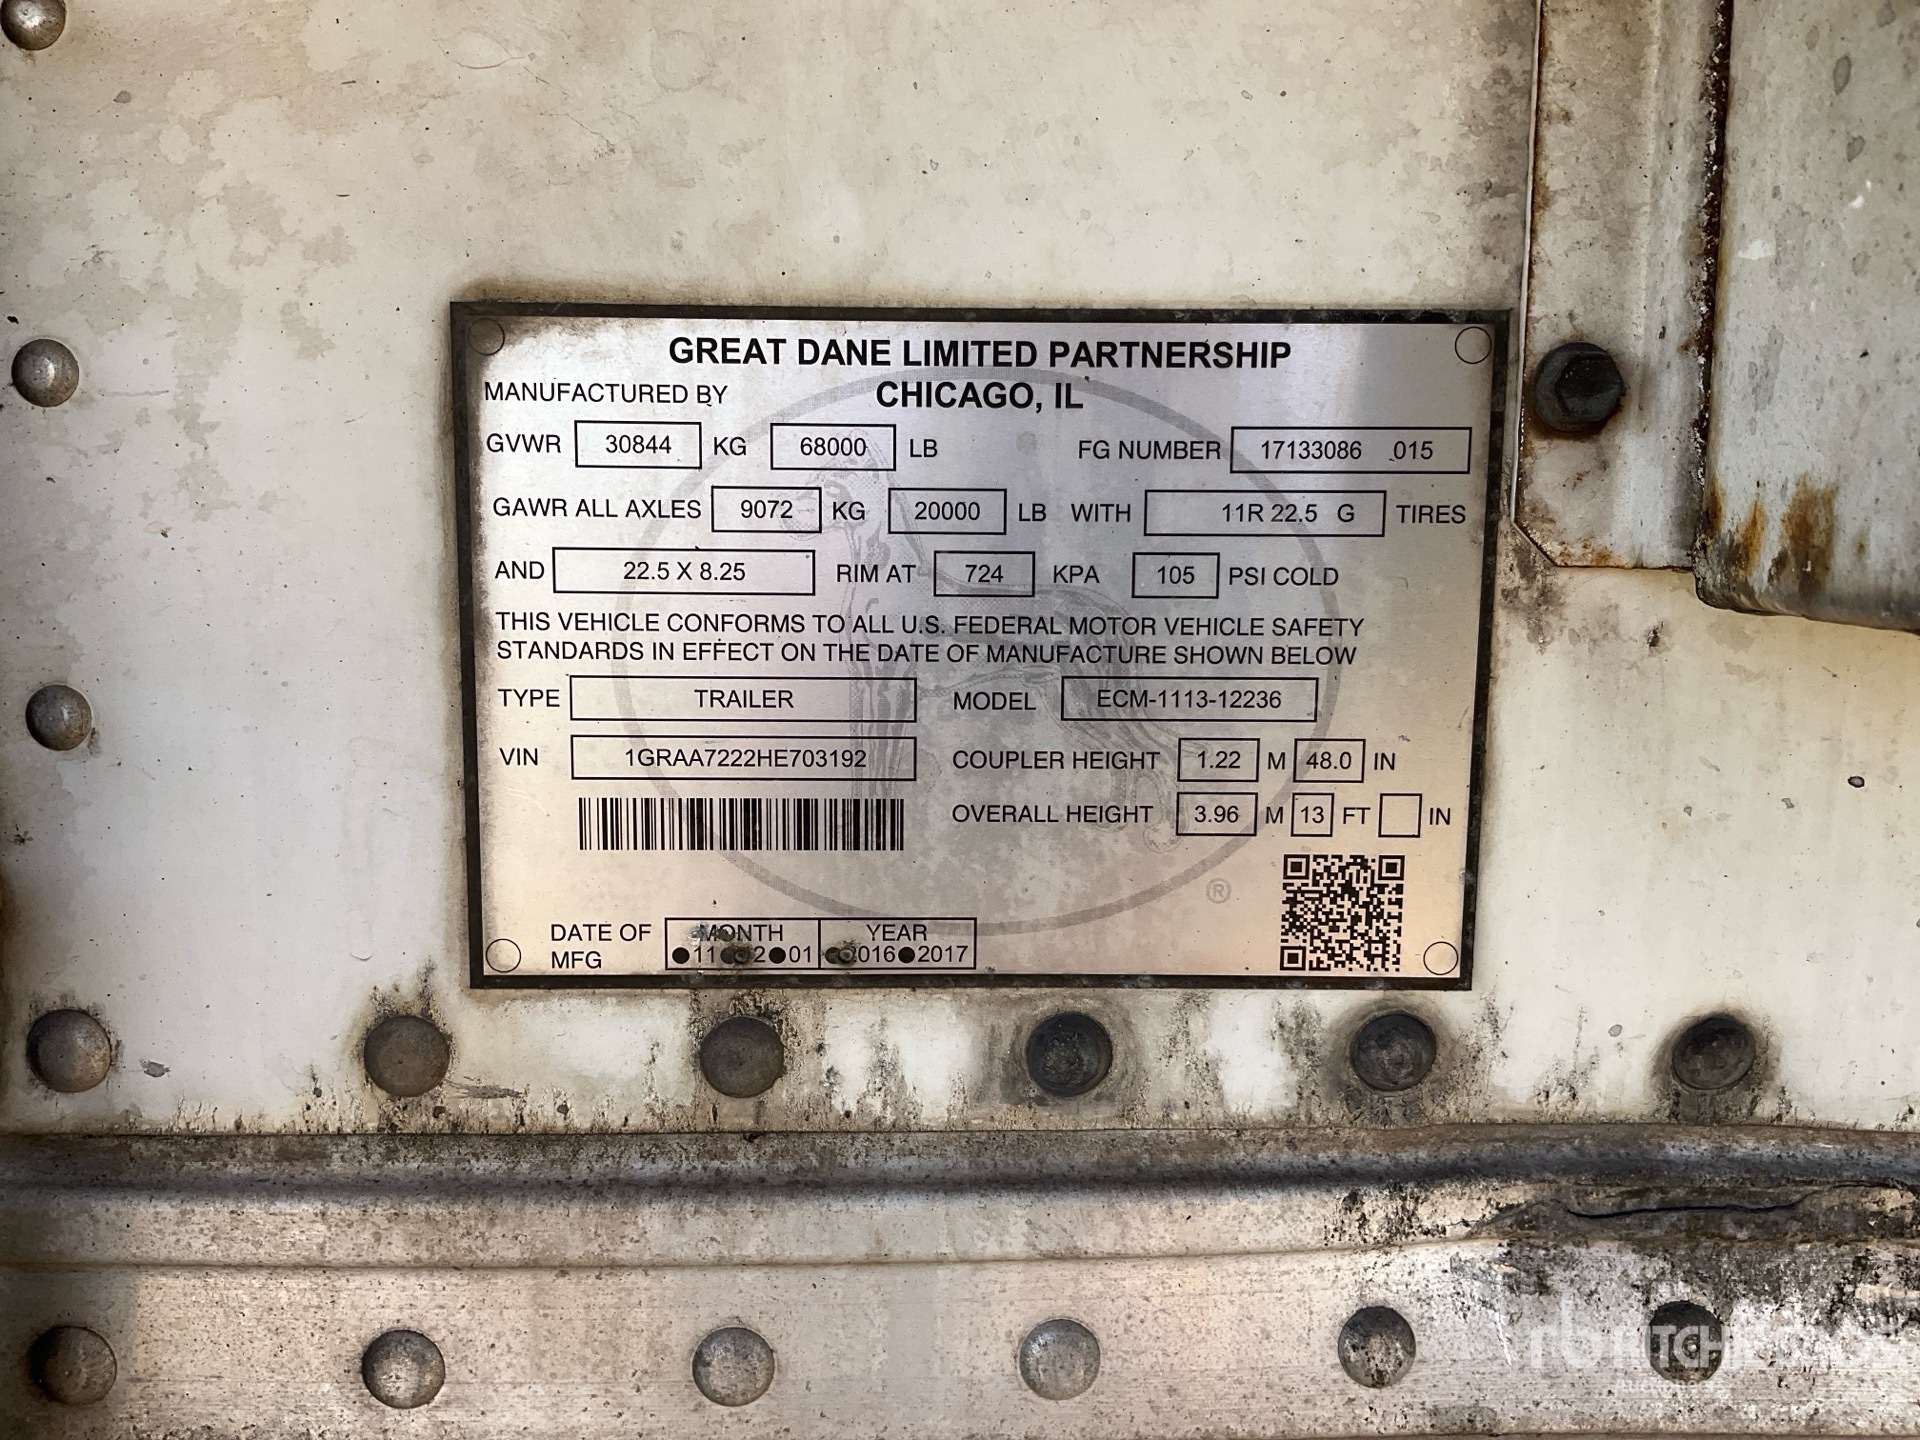 GREAT DANE LIMITED PARTNERSHIP
MANUFACTURED BY CHICAGO, IL
GVWR 30844 KG 68000 LB FG NUMBER 17133086 015
GAWR ALL AXLES 9072 KG 20000 LB WITH 11R 22.5 G TIRES
AND 22.5 X 8.25 RIM AT 724 KPA 105 PSI COLD
THIS VEHICLE CONFORMS TO ALL U.S. FEDERAL MOTOR VEHICLE SAFETY
STANDARDS IN EFFECT ON THE DATE OF MANUFACTURE SHOWN BELOW
TYPE TRAILER MODEL ECM-1113-12236
VIN 1GRAA7222HE703192 COUPLER HEIGHT 1.22 M 48.0 IN
OVERALL HEIGHT 3.96 M 13 FT IN
®
DATE OF MONTH YEAR
MFG ●11 ●01 2016●2017
rb RITCHIE BROS
Auctioneers